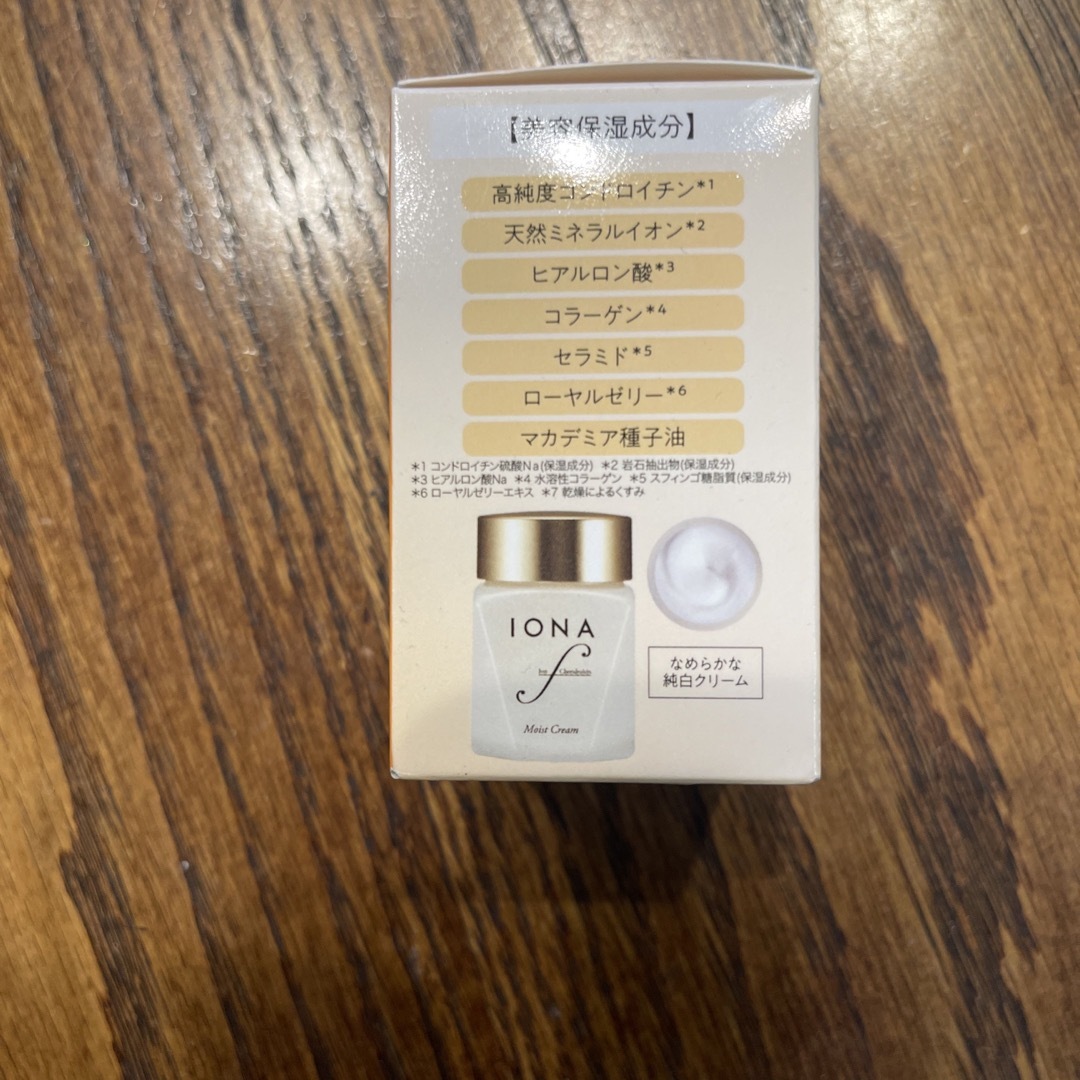 【美容保湿成分】
高純度コンドロイチン*1
天然ミネラルイオン*2
ヒアルロン酸*3
コラーゲン*4
セラミド*5
ローヤルゼリー*6
マカデミア種子油
*1 コンドロイチン硫酸Na(保湿成分) *2 岩石抽出物(保湿成分)
*3 ヒアルロン酸Na *4 水溶性コラーゲン *5 スフィンゴ糖脂質(保湿成分)
*6 ローヤルゼリーエキス *7 乾燥によるくすみ
IONA
f
Ion Chondroitin
Moist Cream
なめらかな
純白クリーム